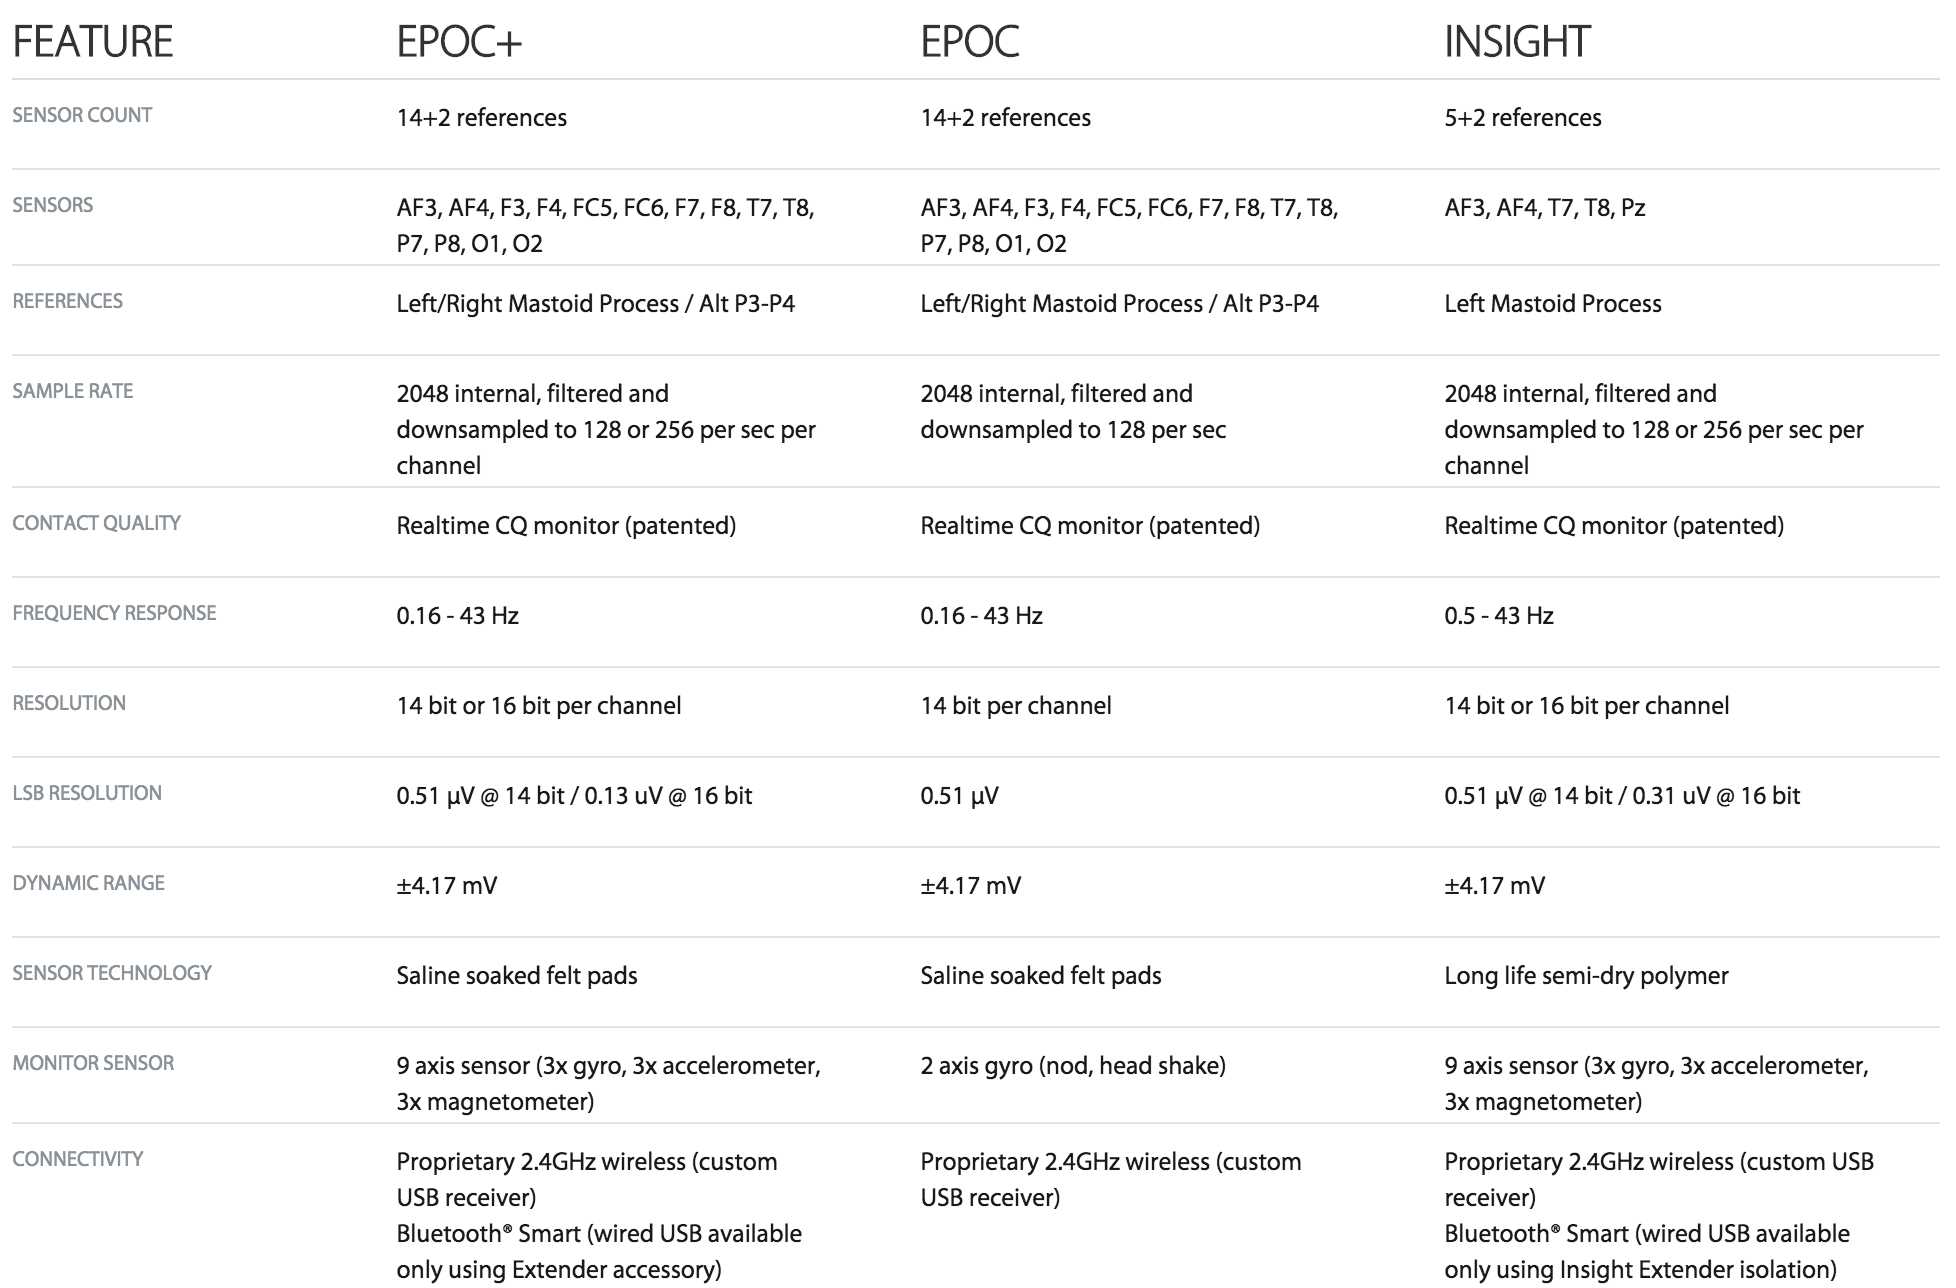 FEATURE EPOC+ EPOC INSIGHT
SENSOR COUNT 14+2 references 14+2 references 5+2 references
SENSORS AF3, AF4, F3, F4, FC5, FC6, F7, F8, T7, T8, AF3, AF4, F3, F4, FC5, FC6, F7, F8, T7, T8, AF3, AF4, T7, T8, Pz
P7, P8, O1, O2 P7, P8, O1, O2
REFERENCES Left/Right Mastoid Process / Alt P3-P4 Left/Right Mastoid Process / Alt P3-P4 Left Mastoid Process
SAMPLE RATE 2048 internal, filtered and 2048 internal, filtered and 2048 internal, filtered and
downsampled to 128 or 256 per sec per downsampled to 128 per sec downsampled to 128 or 256 per sec per
channel channel
CONTACT QUALITY Realtime CQ monitor (patented) Realtime CQ monitor (patented) Realtime CQ monitor (patented)
FREQUENCY RESPONSE 0.16 - 43 Hz 0.16 - 43 Hz 0.5 - 43 Hz
RESOLUTION 14 bit or 16 bit per channel 14 bit per channel 14 bit or 16 bit per channel
LSB RESOLUTION 0.51 µV @ 14 bit / 0.13 uV @ 16 bit 0.51 µV 0.51 µV @ 14 bit / 0.31 uV @ 16 bit
DYNAMIC RANGE ±4.17 mV ±4.17 mV ±4.17 mV
SENSOR TECHNOLOGY Saline soaked felt pads Saline soaked felt pads Long life semi-dry polymer
MONITOR SENSOR 9 axis sensor (3x gyro, 3x accelerometer, 2 axis gyro (nod, head shake) 9 axis sensor (3x gyro, 3x accelerometer,
3x magnetometer) 3x magnetometer)
CONNECTIVITY Proprietary 2.4GHz wireless (custom Proprietary 2.4GHz wireless (custom Proprietary 2.4GHz wireless (custom USB
USB receiver) USB receiver) receiver)
Bluetooth® Smart (wired USB available Bluetooth® Smart (wired USB available
only using Extender accessory) only using Insight Extender isolation)